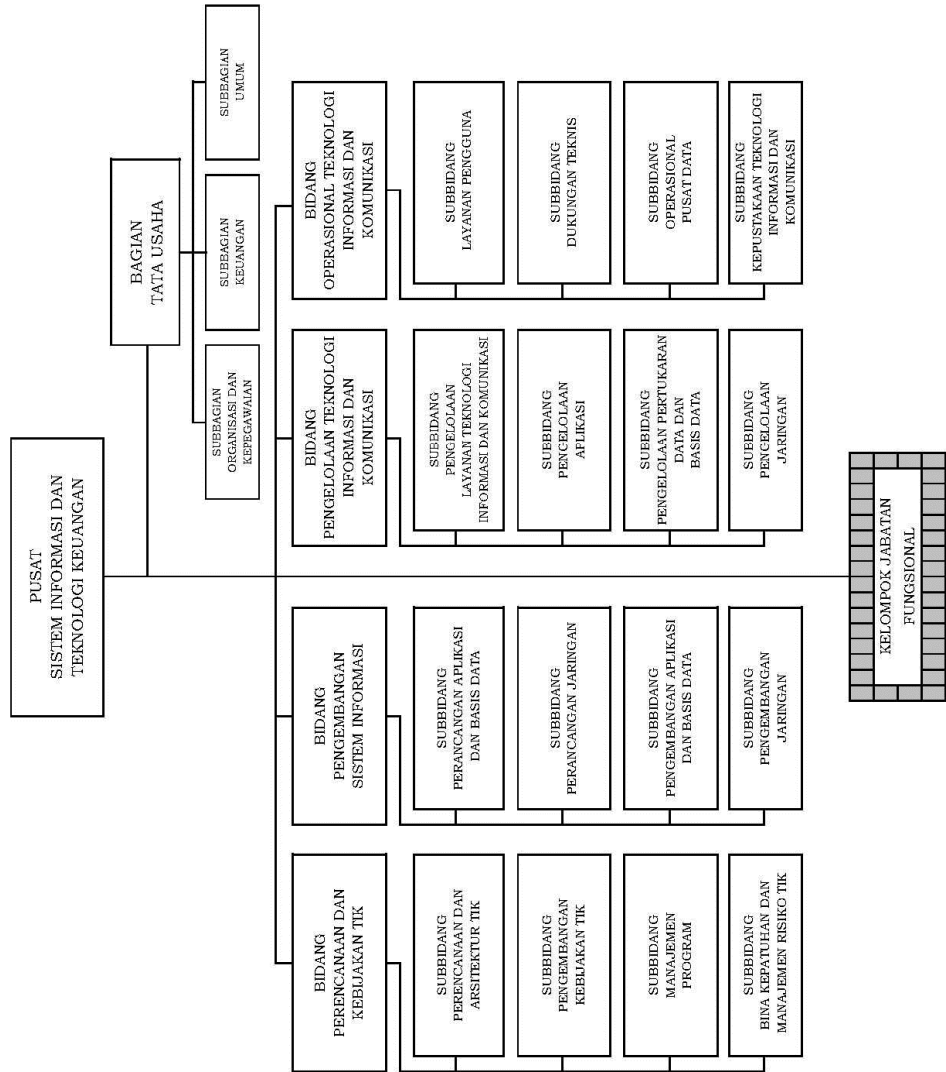 PUSAT
SISTEM INFORMASI DAN
TEKNOLOGI KEUANGAN
BAGIAN
TATA USAHA
SUBBAGIAN
ORGANISASI DAN
KEPEGAWAIAN
SUBBAGIAN
KEUANGAN
SUBBAGIAN
UMUM
BIDANG
PERENCANAAN DAN
KEBIJAKAN TIK
SUBBIDANG
PERENCANAAN DAN
ARSITEKTUR TIK
SUBBIDANG
PENGEMBANGAN
KEBIJAKAN TIK
SUBBIDANG
MANAJEMEN
PROGRAM
SUBBIDANG
BINA KEPATUHAN DAN
MANAJEMEN RISIKO TIK
BIDANG
PENGEMBANGAN
SISTEM INFORMASI
SUBBIDANG
PERANCANGAN APLIKASI
DAN BASIS DATA
SUBBIDANG
PERANCANGAN JARINGAN
SUBBIDANG
PENGEMBANGAN APLIKASI
DAN BASIS DATA
SUBBIDANG
PENGEMBANGAN
JARINGAN
BIDANG
PENGELOLAAN TEKNOLOGI
INFORMASI DAN
KOMUNIKASI
SUBBIDANG
PENGELOLAAN
LAYANAN TEKNOLOGI
INFORMASI DAN KOMUNIKASI
SUBBIDANG
PENGELOLAAN
APLIKASI
SUBBIDANG
PENGELOLAAN PERTUKARAN
DATA DAN
BASIS DATA
SUBBIDANG
PENGELOLAAN
JARINGAN
BIDANG
OPERASIONAL TEKNOLOGI
INFORMASI DAN
KOMUNIKASI
SUBBIDANG
LAYANAN PENGGUNA
SUBBIDANG
DUKUNGAN TEKNIS
SUBBIDANG
OPERASIONAL
PUSAT DATA
SUBBIDANG
KEPUSTAKAAN TEKNOLOGI
INFORMASI DAN
KOMUNIKASI
KELOMPOK JABATAN
FUNGSIONAL